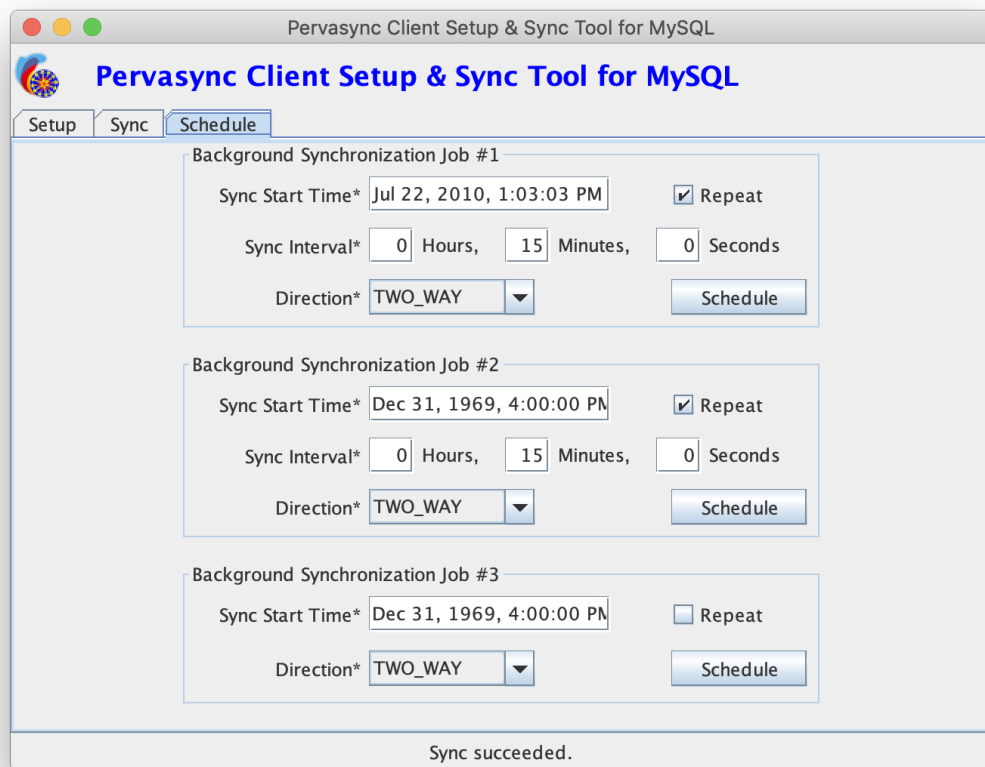 Pervasync Client Setup & Sync Tool for MySQL
Pervasync Client Setup & Sync Tool for MySQL
Setup Sync Schedule
Background Synchronization Job #1
Sync Start Time* Jul 22, 2010, 1:03:03 PM Repeat
Sync Interval* 0 Hours, 15 Minutes, 0 Seconds
Direction* TWO_WAY Schedule
Background Synchronization Job #2
Sync Start Time* Dec 31, 1969, 4:00:00 PM Repeat
Sync Interval* 0 Hours, 15 Minutes, 0 Seconds
Direction* TWO_WAY Schedule
Background Synchronization Job #3
Sync Start Time* Dec 31, 1969, 4:00:00 PM Repeat
Direction* TWO_WAY Schedule
Sync succeeded.